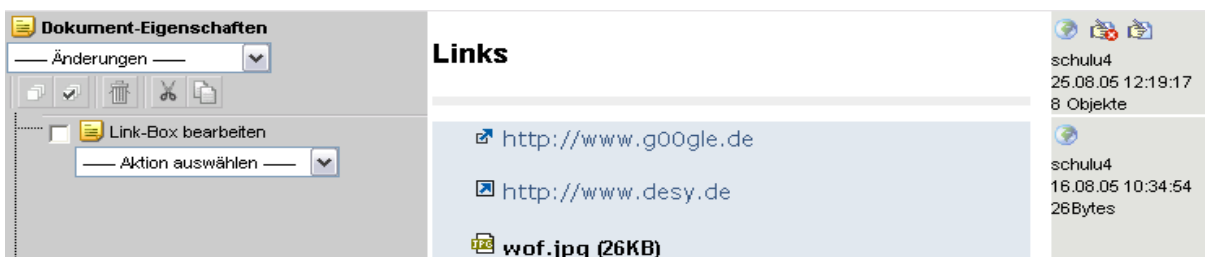 Dokument-Eigenschaften
—— Änderungen ——
Link-Box bearbeiten
—— Aktion auswählen ——
Links
http://www.g00gle.de
http://www.desy.de
wof.jpg (26KB)
schulu4
25.08.05 12:19:17
8 Objekte
schulu4
16.08.05 10:34:54
26Bytes